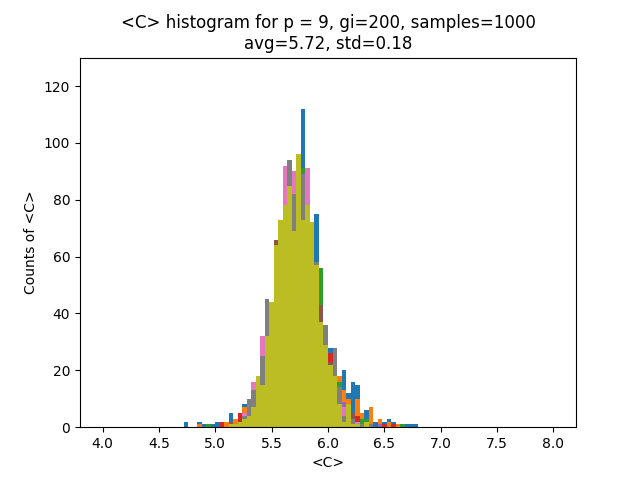 <C> histogram for p = 9, gi=200, samples=1000
avg=5.72, std=0.18
120
100
80
60
40
20
0
Counts of <C>
4.0 4.5 5.0 5.5 6.0 6.5 7.0 7.5 8.0
<C>